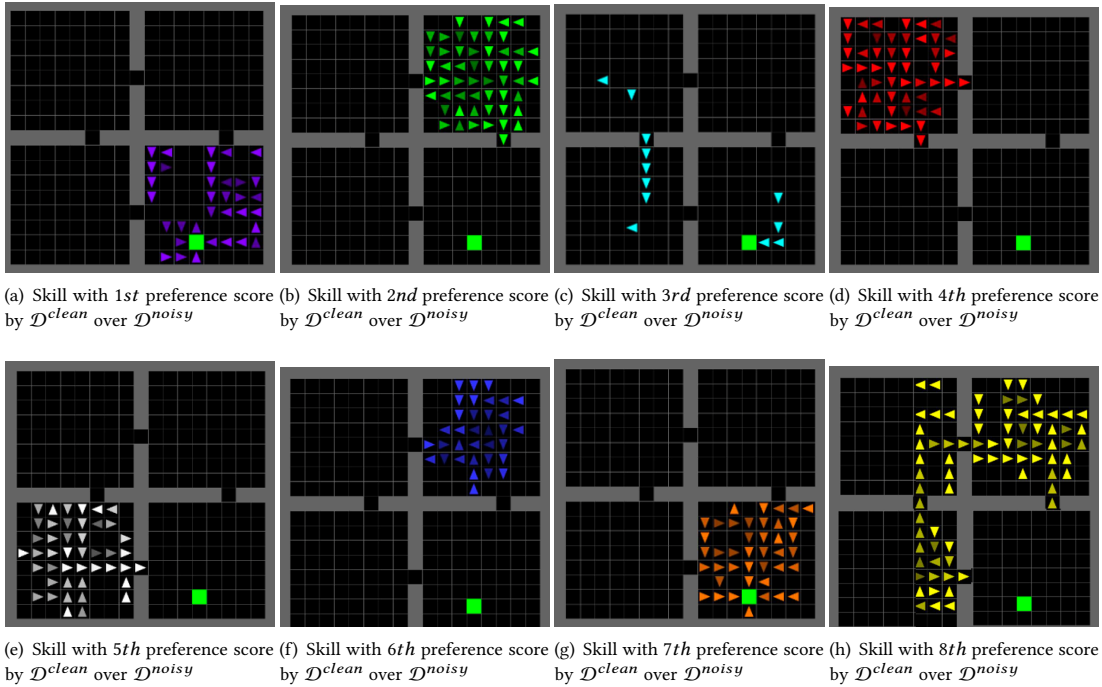 (a) Skill with 1st preference score
by 𝒟^clean over 𝒟^noisy
(b) Skill with 2nd preference score
by 𝒟^clean over 𝒟^noisy
(c) Skill with 3rd preference score
by 𝒟^clean over 𝒟^noisy
(d) Skill with 4th preference score
by 𝒟^clean over 𝒟^noisy
(e) Skill with 5th preference score
by 𝒟^clean over 𝒟^noisy
(f) Skill with 6th preference score
by 𝒟^clean over 𝒟^noisy
(g) Skill with 7th preference score
by 𝒟^clean over 𝒟^noisy
(h) Skill with 8th preference score
by 𝒟^clean over 𝒟^noisy